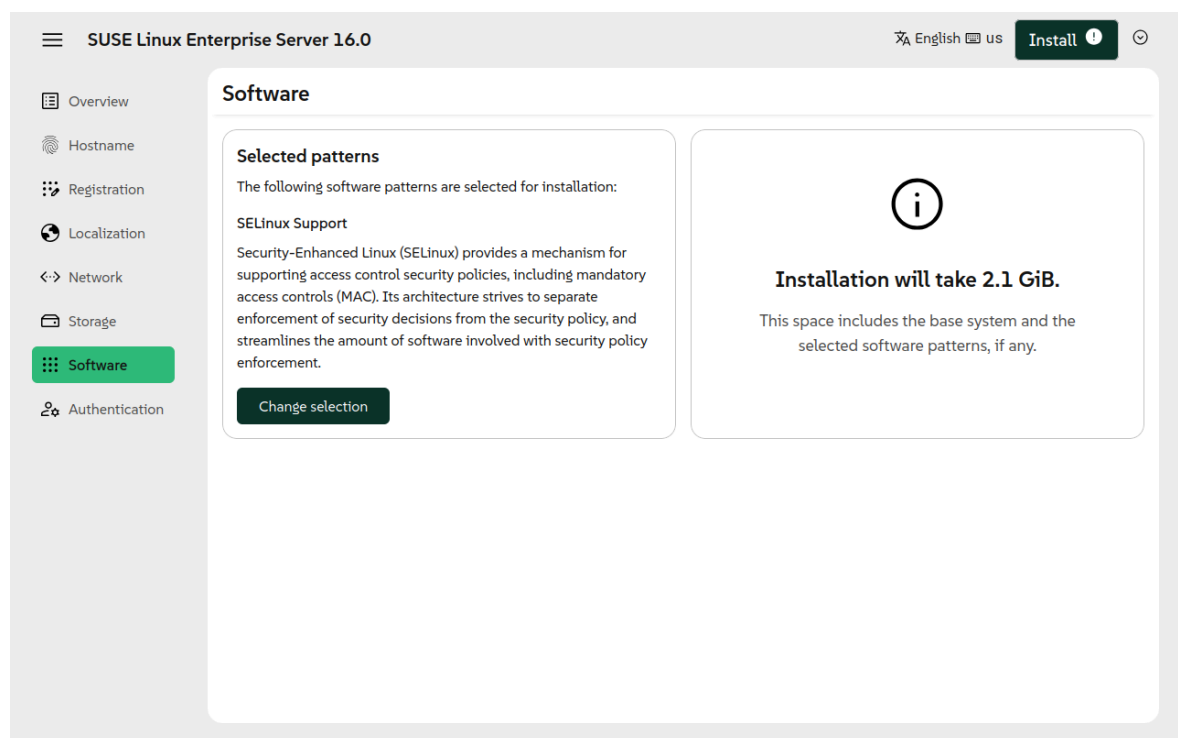 SUSE Linux Enterprise Server 16.0
English us
Install
Overview
Hostname
Registration
Localization
Network
Storage
Software
Authentication
Software
Selected patterns
The following software patterns are selected for installation:
SELinux Support
Security-Enhanced Linux (SELinux) provides a mechanism for
supporting access control security policies, including mandatory
access controls (MAC). Its architecture strives to separate
enforcement of security decisions from the security policy, and
streamlines the amount of software involved with security policy
enforcement.
Change selection
Installation will take 2.1 GiB.
This space includes the base system and the
selected software patterns, if any.